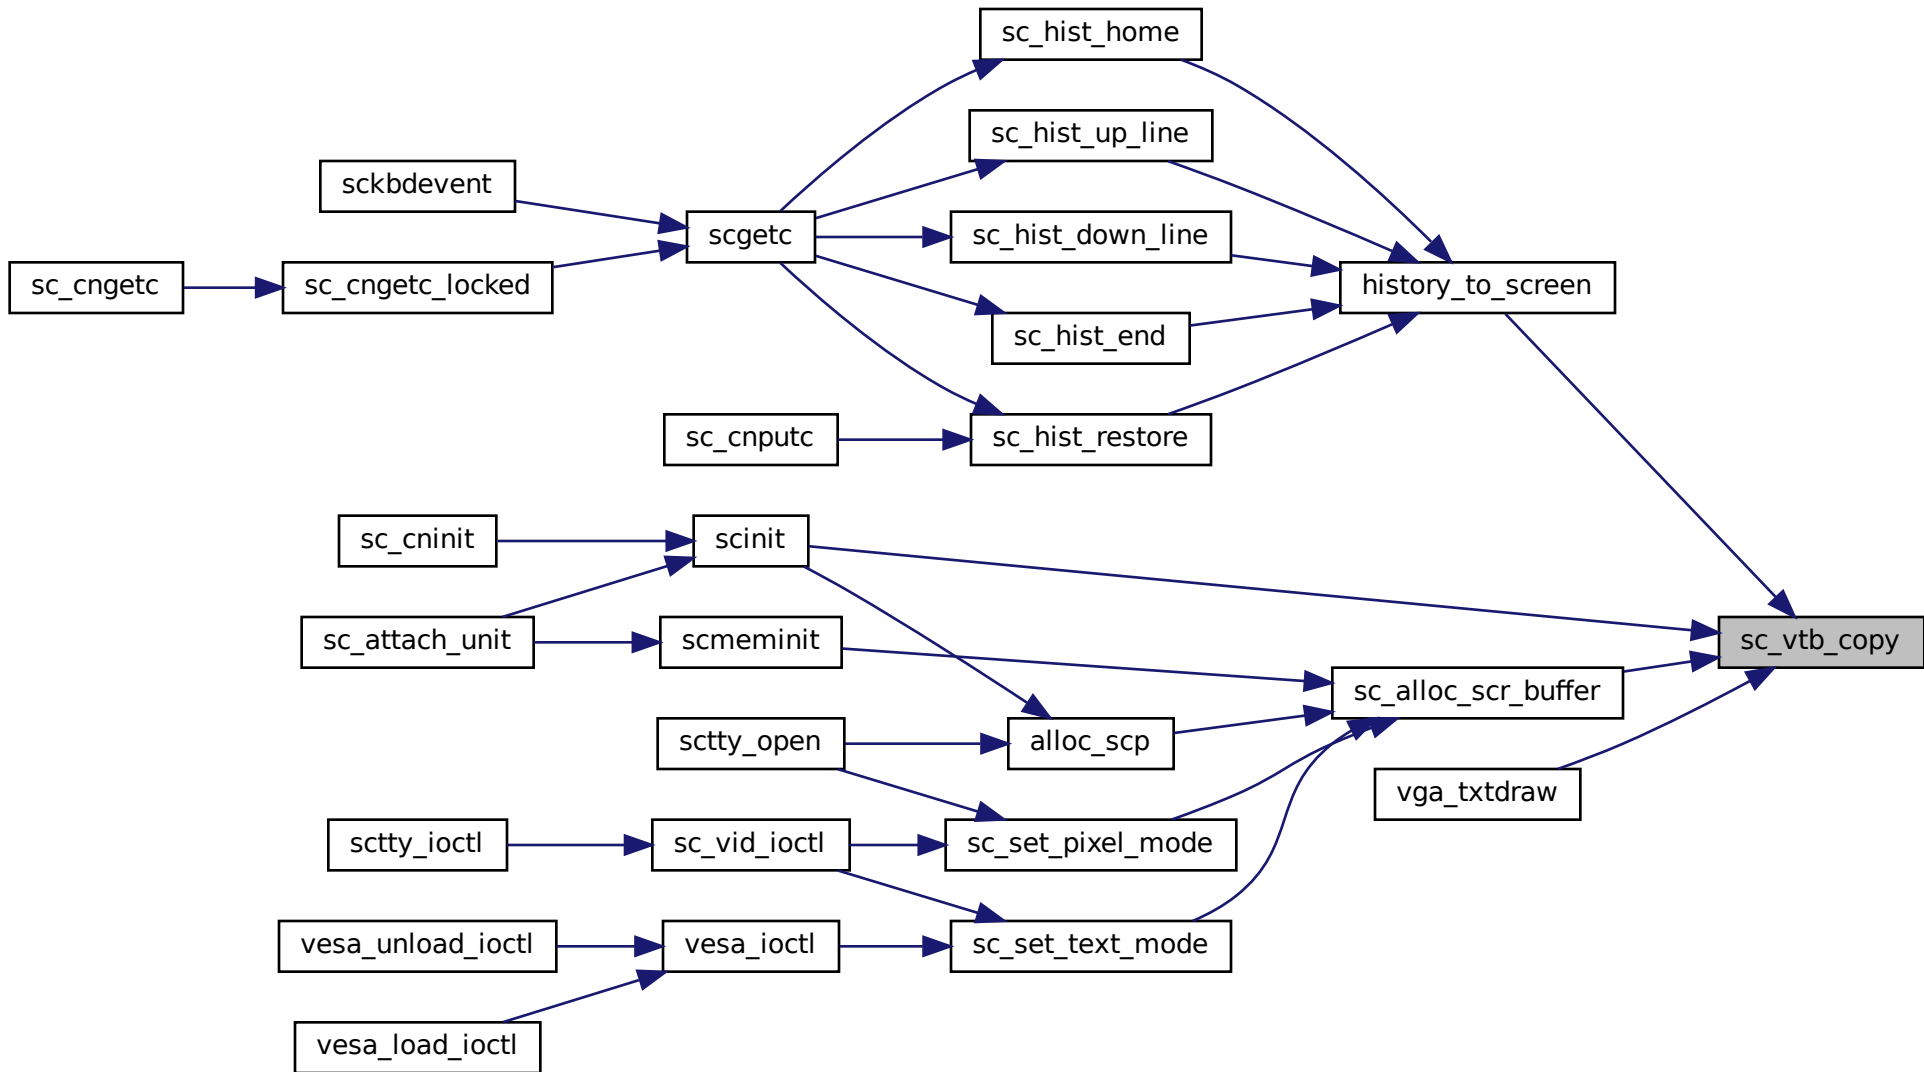 sc_hist_home
sc_hist_up_line
sckbdevent
scgetc
sc_hist_down_line
sc_cngetc
sc_cngetc_locked
history_to_screen
sc_hist_end
sc_cnputc
sc_hist_restore
sc_cninit
scinit
sc_attach_unit
scmeminit
sc_vtb_copy
sc_alloc_scr_buffer
sctty_open
alloc_scp
vga_txtdraw
sctty_ioctl
sc_vid_ioctl
sc_set_pixel_mode
vesa_unload_ioctl
vesa_ioctl
sc_set_text_mode
vesa_load_ioctl